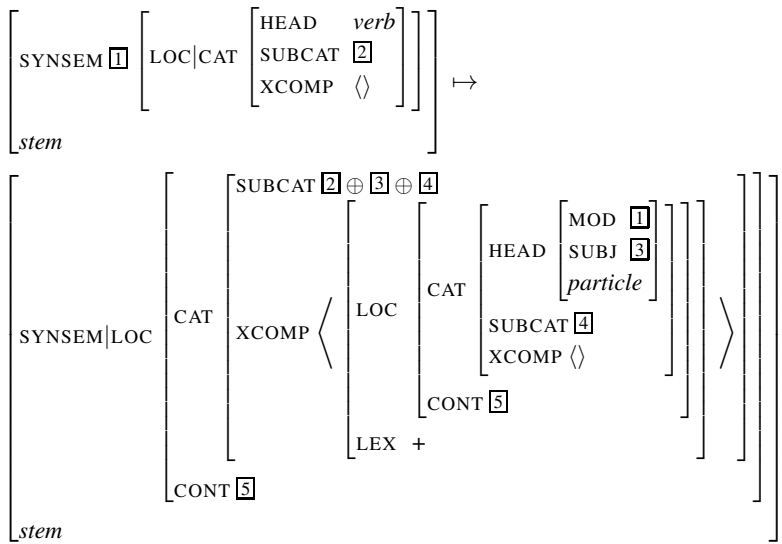 HEAD verb
SYNSEM 1 LOC|CAT SUBCAT 2
XCOMP ⟨⟩ ↦
stem
SUBCAT 2 ⊕ 3 ⊕ 4
MOD 1
HEAD SUBJ 3
CAT particle
LOC
SYNSEM|LOC CAT XCOMP ⟨ SUBCAT 4 ⟩
XCOMP ⟨⟩
CONT 5
LEX +
CONT 5
stem